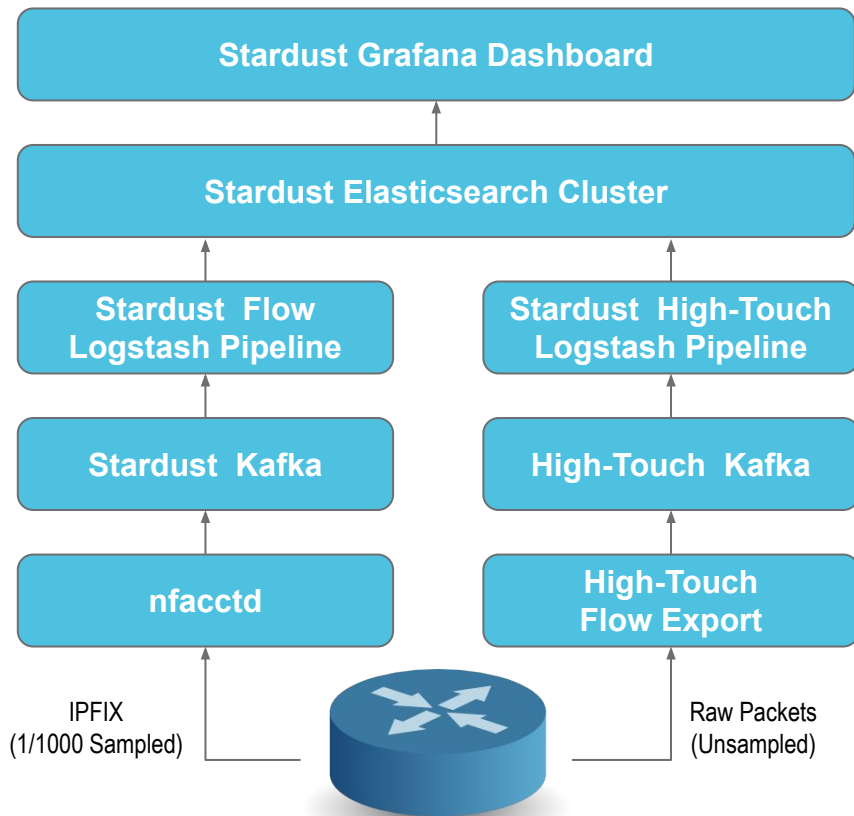 Stardust Grafana Dashboard
Stardust Elasticsearch Cluster
Stardust Flow
Logstash Pipeline
Stardust High-Touch
Logstash Pipeline
Stardust Kafka
High-Touch Kafka
nfacctd
High-Touch
Flow Export
IPFIX
(1/1000 Sampled)
Raw Packets
(Unsampled)